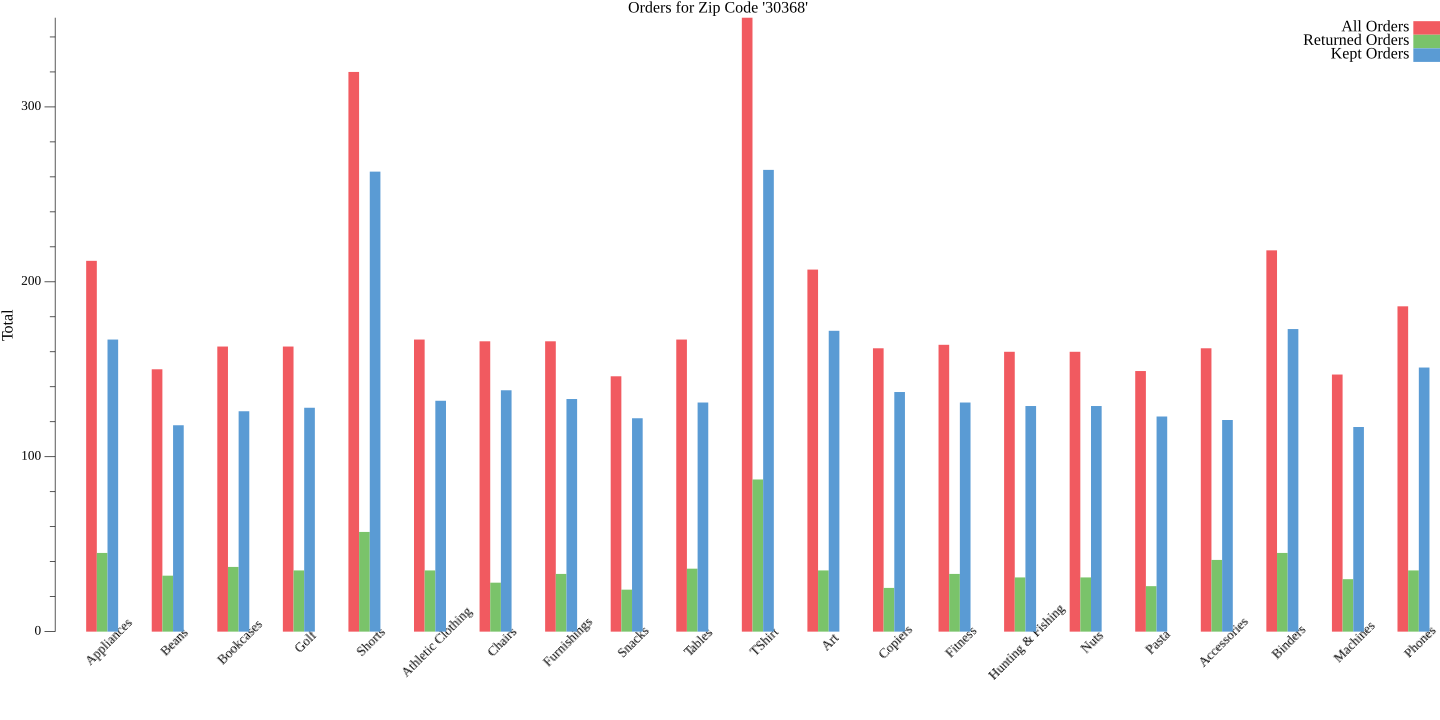 Orders for Zip Code '30368'
All Orders
Returned Orders
Kept Orders
300
200
100
0
Total
Appliances
Beans
Bookcases
Golf
Shorts
Athletic Clothing
Chairs
Furnishings
Snacks
Tables
TShirt
Art
Copiers
Fitness
Hunting & Fishing
Nuts
Pasta
Accessories
Binders
Machines
Phones